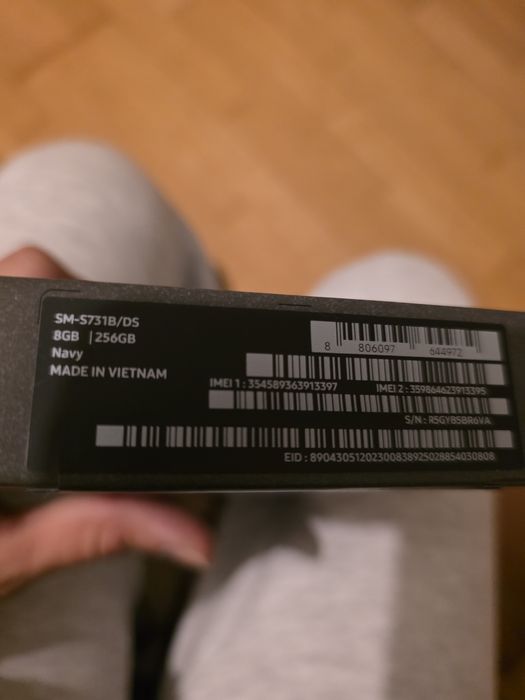 SM-S731B/DS
8GB | 256GB
Navy
MADE IN VIETNAM
8 806097 644972
IMEI 1 : 354589363913397 IMEI 2 : 359864623913395
S/N : R5GYB5BR6VA
EID : 89043051202300838925028854030808